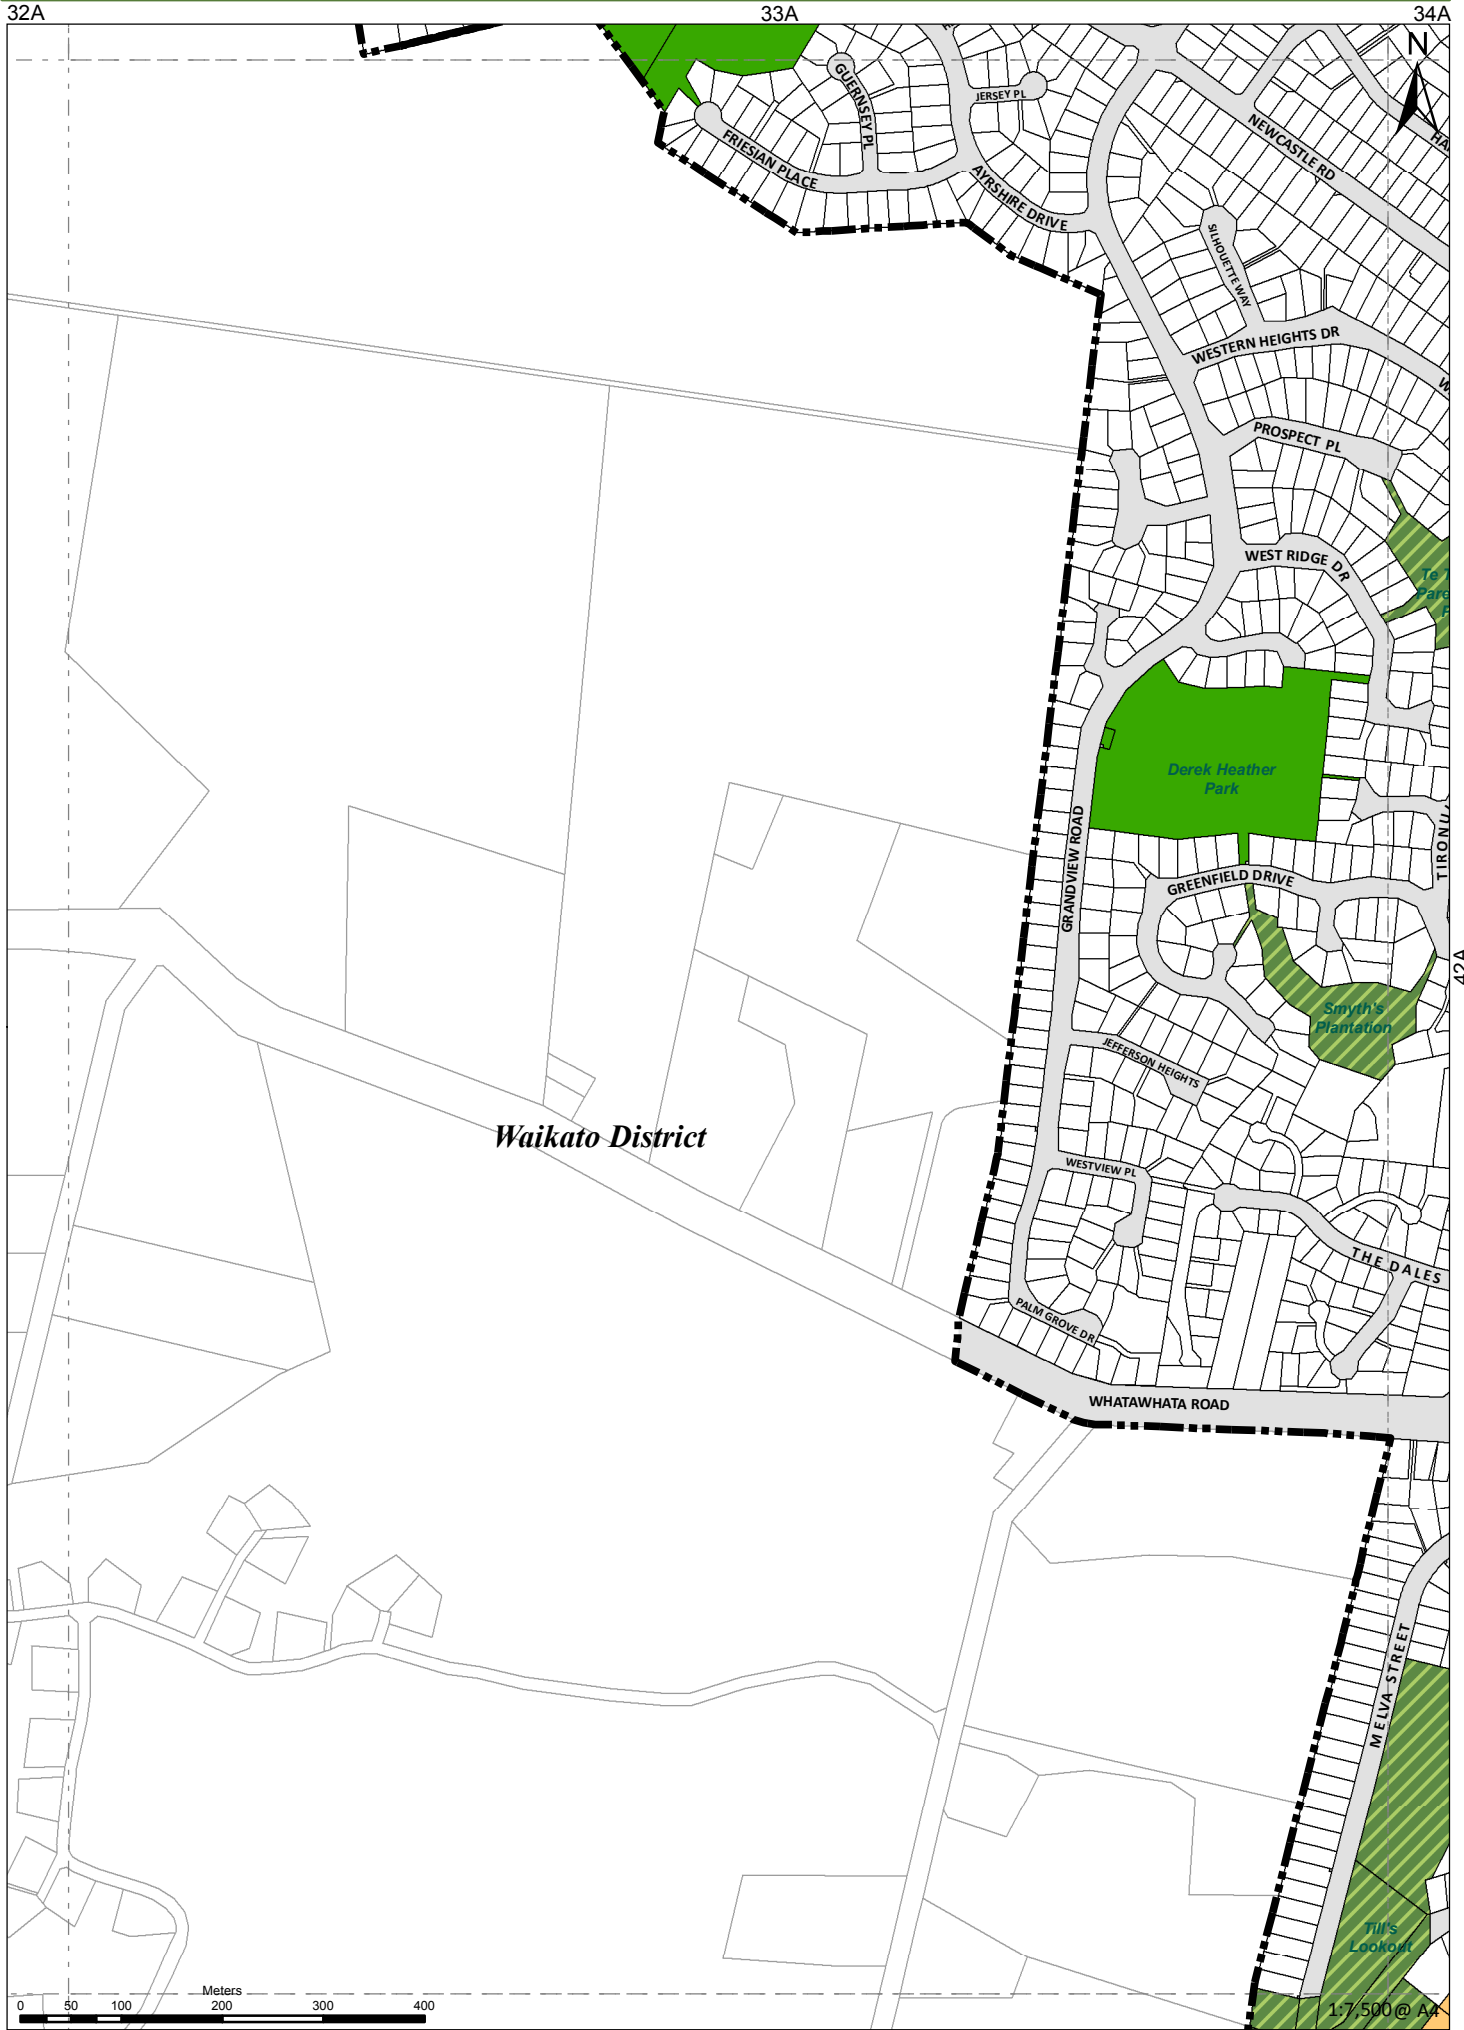 32A
33A
34A
N
GUERNSEY PL
JERSEY PL
FRIESIAN PLACE
AYRSHIRE DRIVE
NEWCASTLE RD
SILHOUETTE WAY
WESTERN HEIGHTS DR
PROSPECT PL
WEST RIDGE DR
Derek Heather
Park
GRANDVIEW ROAD
GREENFIELD DRIVE
42A
Smyth's
Plantation
JEFFERSON HEIGHTS
Waikato District
WESTVIEW PL
THE DALES
PALM GROVE DR
WHATAWHATA ROAD
MELVA STREET
Till's
Lookout
Meters
0 50 100 200 300 400
1:7,500 @ A4